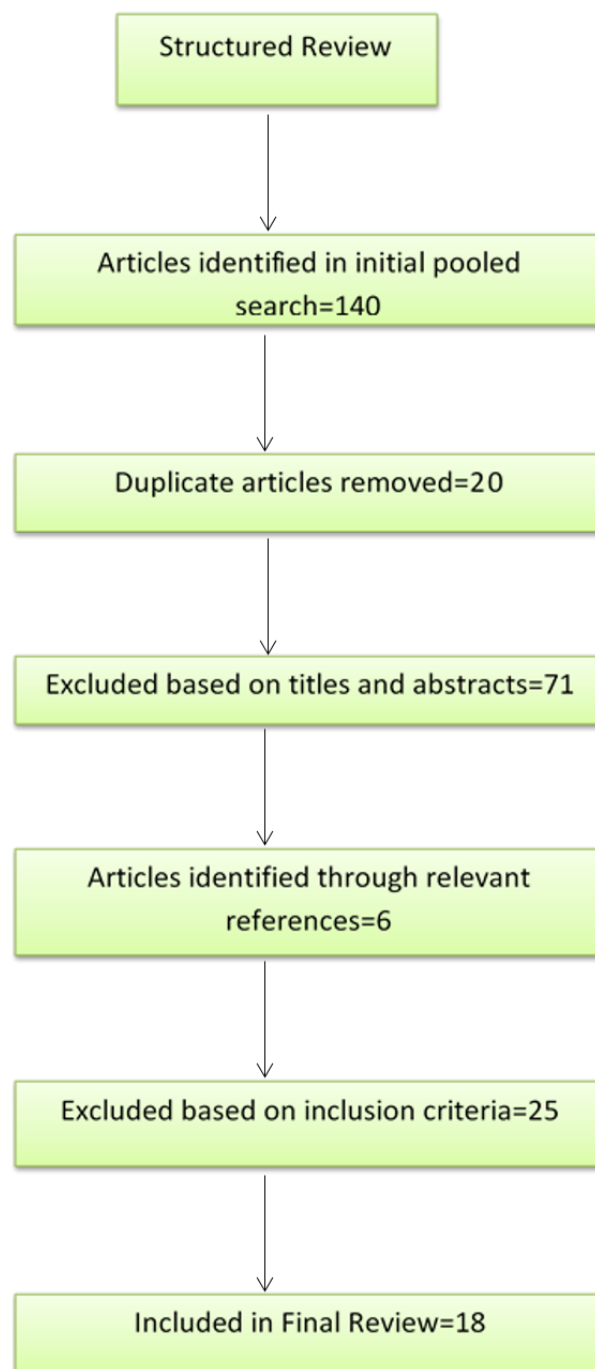 Structured Review
Articles identified in initial pooled
search=140
Duplicate articles removed=20
Excluded based on titles and abstracts=71
Articles identified through relevant
references=6
Excluded based on inclusion criteria=25
Included in Final Review=18